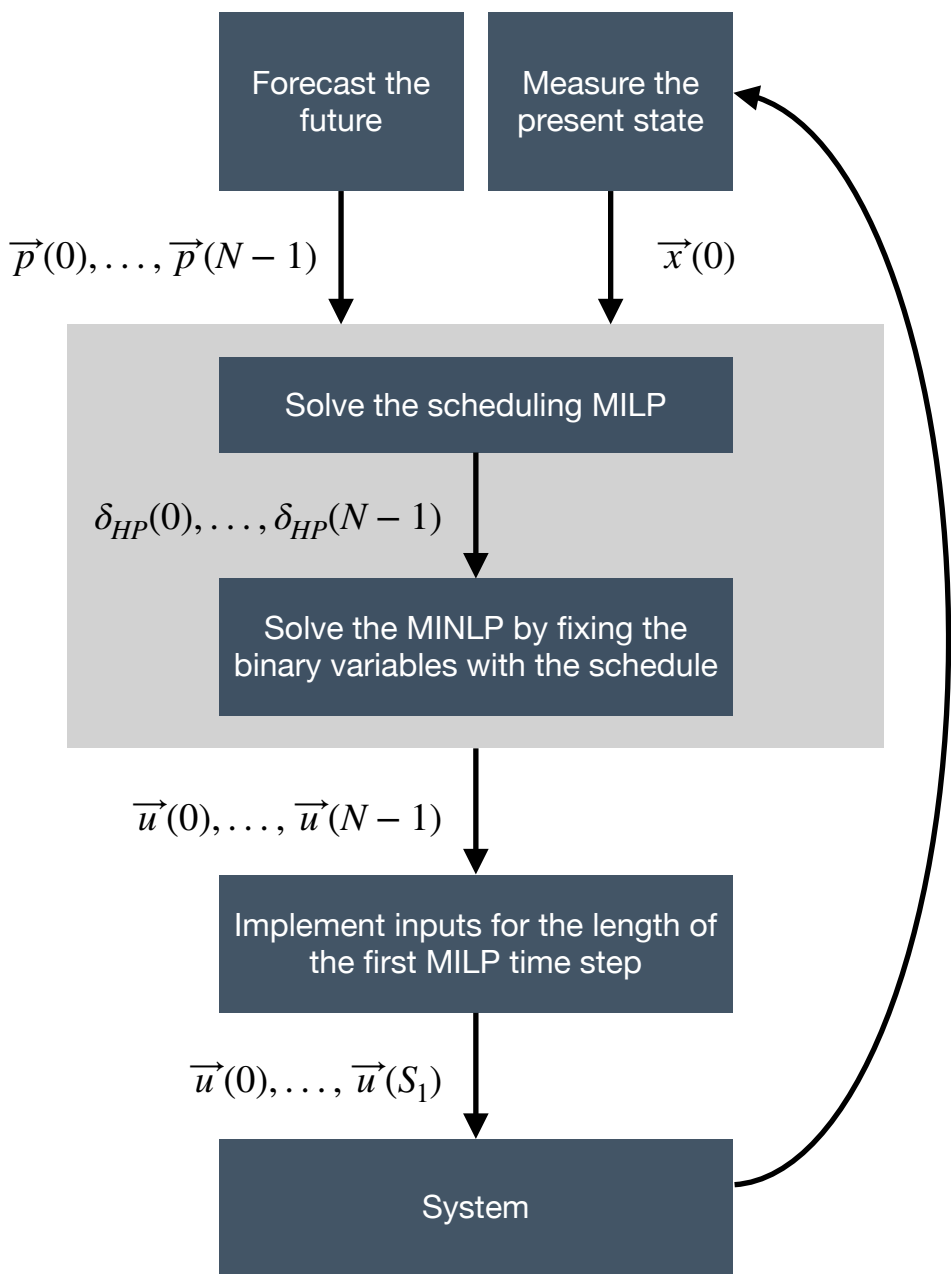 Forecast the
future
Measure the
present state
p⃗(0), . . . , p⃗(N − 1)
x⃗(0)
Solve the scheduling MILP
δ_HP(0), . . . , δ_HP(N − 1)
Solve the MINLP by fixing the
binary variables with the schedule
u⃗(0), . . . , u⃗(N − 1)
Implement inputs for the length of
the first MILP time step
u⃗(0), . . . , u⃗(S₁)
System